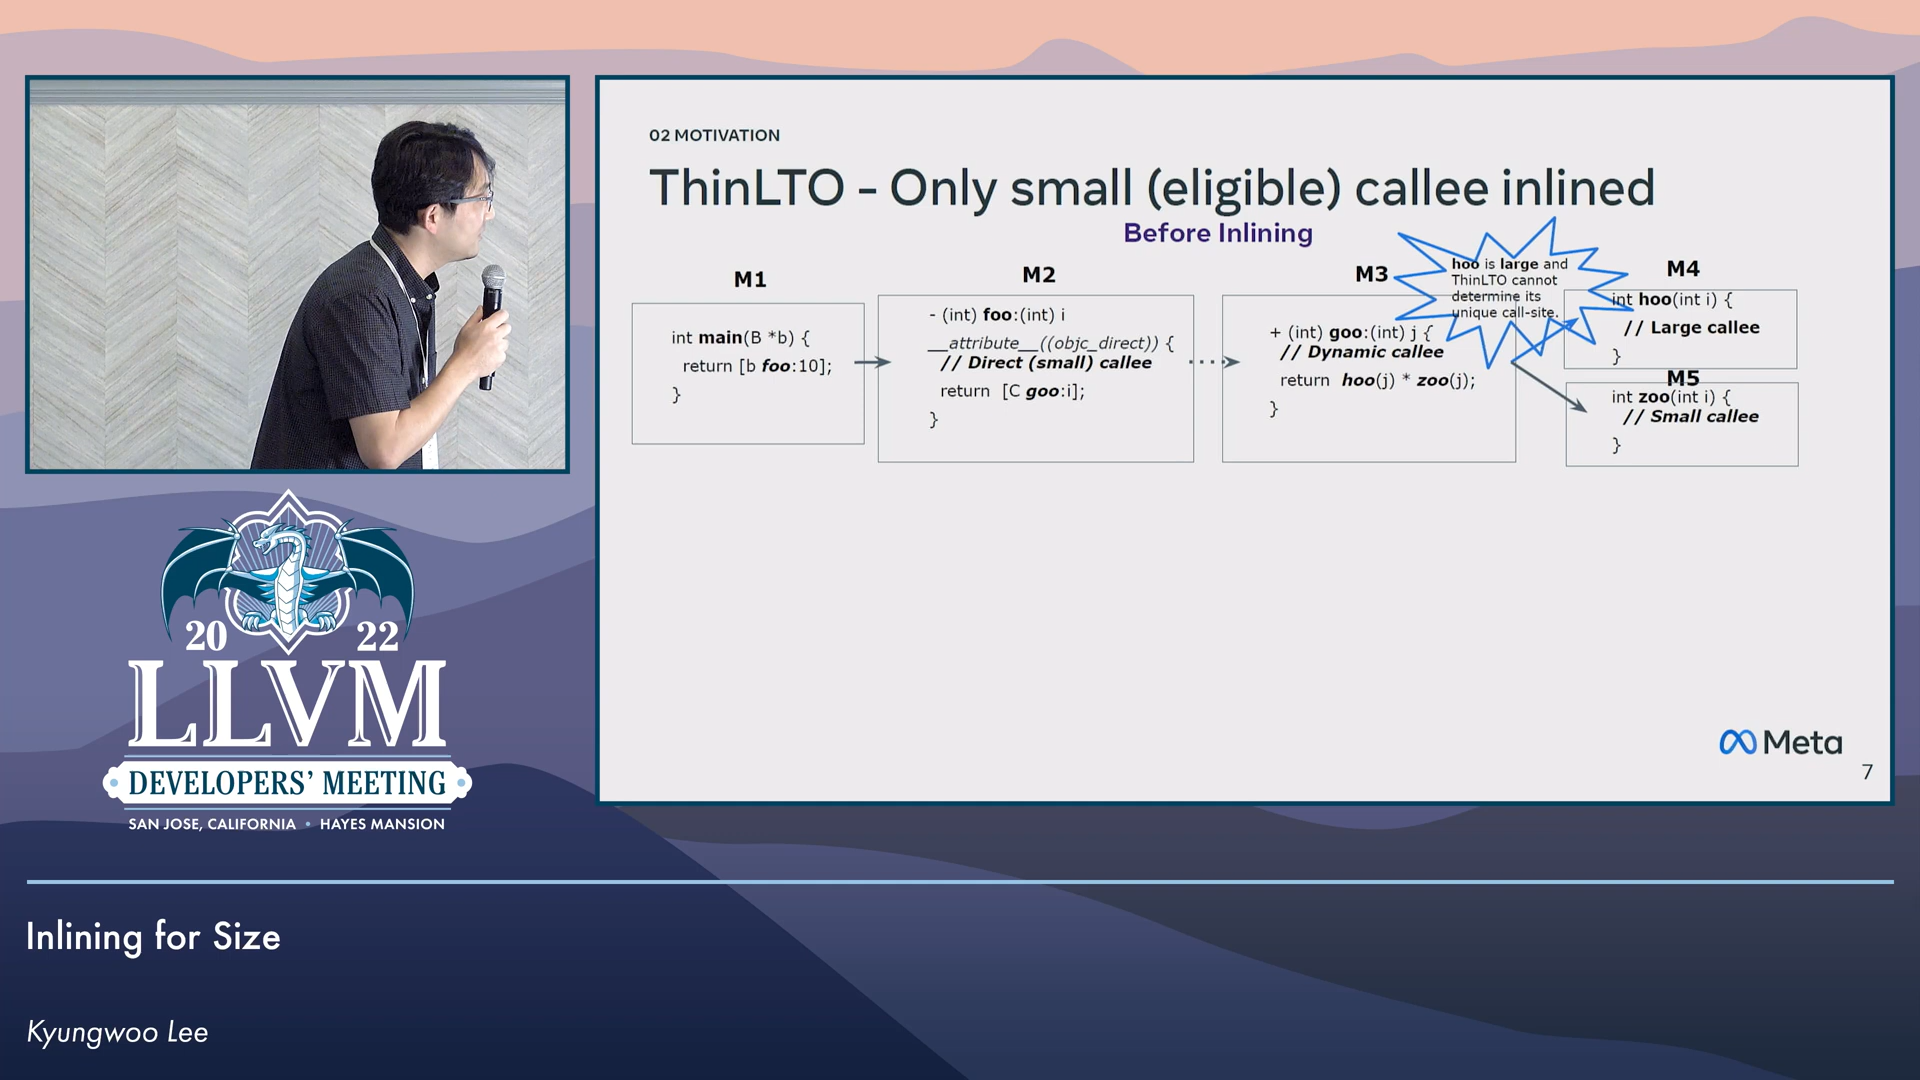 02 MOTIVATION
ThinLTO - Only small (eligible) callee inlined
Before Inlining
M1
int main(B *b) {
return [b foo:10];
}
M2
- (int) foo:(int) i
__attribute__((objc_direct)) {
// Direct (small) callee
return [C goo:i];
}
M3
+ (int) goo:(int) j {
// Dynamic callee
return hoo(j) * zoo(j);
}
hoo is large and
ThinLTO cannot
determine its
unique call-site.
M4
int hoo(int i) {
// Large callee
}
M5
int zoo(int i) {
// Small callee
}
Meta
7
20 22
LLVM
DEVELOPERS' MEETING
SAN JOSE, CALIFORNIA • HAYES MANSION
Inlining for Size
Kyungwoo Lee